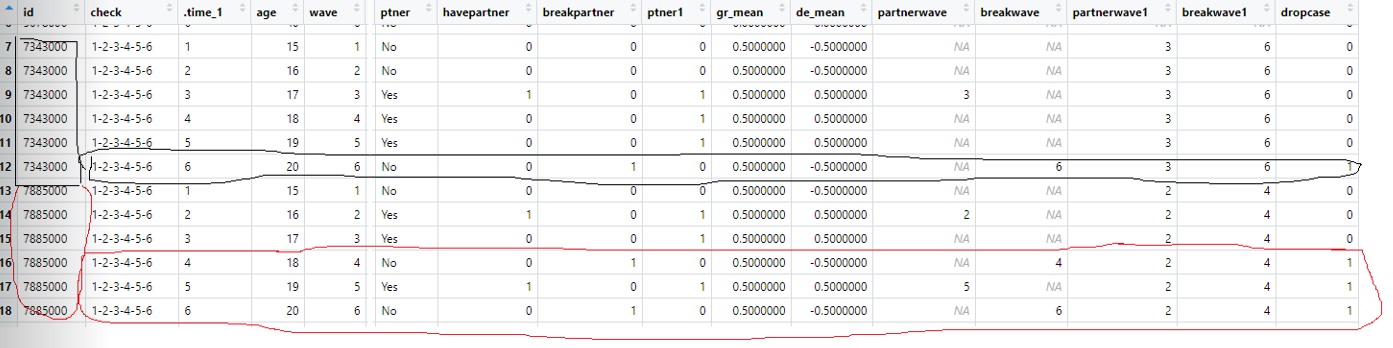 id check .time_1 age wave ptner havepartner breakpartner ptner1 gr_mean de_mean partnerwave breakwave partnerwave1 breakwave1 dropcase
7 7343000 1-2-3-4-5-6 1 15 1 No 0 0 0 0.5000000 -0.5000000 NA NA 3 6 0
8 7343000 1-2-3-4-5-6 2 16 2 No 0 0 0 0.5000000 -0.5000000 NA NA 3 6 0
9 7343000 1-2-3-4-5-6 3 17 3 Yes 1 0 1 0.5000000 0.5000000 3 NA 3 6 0
10 7343000 1-2-3-4-5-6 4 18 4 Yes 0 0 1 0.5000000 0.5000000 NA NA 3 6 0
11 7343000 1-2-3-4-5-6 5 19 5 Yes 0 0 1 0.5000000 0.5000000 NA NA 3 6 0
12 7343000 1-2-3-4-5-6 6 20 6 No 0 1 0 0.5000000 -0.5000000 NA 6 3 6 1
13 7885000 1-2-3-4-5-6 1 15 1 No 0 0 0 0.5000000 -0.5000000 NA NA 2 4 0
14 7885000 1-2-3-4-5-6 2 16 2 Yes 1 0 1 0.5000000 0.5000000 2 NA 2 4 0
15 7885000 1-2-3-4-5-6 3 17 3 Yes 0 0 1 0.5000000 0.5000000 NA NA 2 4 0
16 7885000 1-2-3-4-5-6 4 18 4 No 0 1 0 0.5000000 -0.5000000 NA 4 2 4 1
17 7885000 1-2-3-4-5-6 5 19 5 Yes 1 0 1 0.5000000 0.5000000 5 NA 2 4 1
18 7885000 1-2-3-4-5-6 6 20 6 No 0 1 0 0.5000000 -0.5000000 NA 6 2 4 1